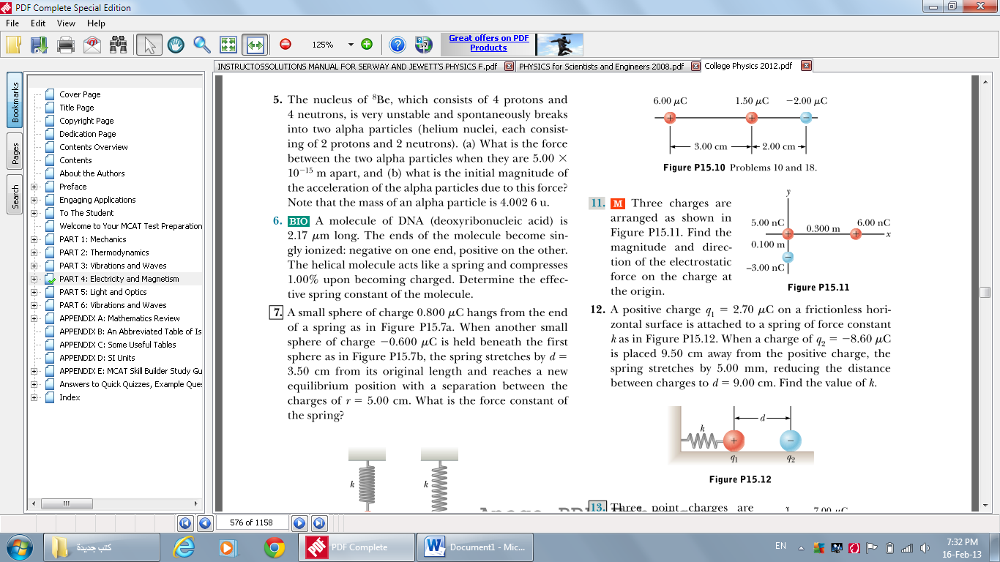 PDF Complete Special Edition
File Edit View Help
125%
Great offers on PDF
Products
INSTRUCTOSSOLUTIONS MANUAL FOR SERWAY AND JEWETT'S PHYSICS F.pdf
PHYSICS for Scientists and Engineers 2008.pdf
College Physics 2012.pdf
Bookmarks
Pages
Search
Cover Page
Title Page
Copyright Page
Dedication Page
Contents Overview
Contents
About the Authors
Preface
Engaging Applications
To The Student
Welcome to Your MCAT Test Preparation
PART 1: Mechanics
PART 2: Thermodynamics
PART 3: Vibrations and Waves
PART 4: Electricity and Magnetism
PART 5: Light and Optics
PART 6: Vibrations and Waves
APPENDIX A: Mathematics Review
APPENDIX B: An Abbreviated Table of Is
APPENDIX C: Some Useful Tables
APPENDIX D: SI Units
APPENDIX E: MCAT Skill Builder Study Gu
Answers to Quick Quizzes, Example Ques
Index
5. The nucleus of ⁸Be, which consists of 4 protons and
4 neutrons, is very unstable and spontaneously breaks
into two alpha particles (helium nuclei, each consist-
ing of 2 protons and 2 neutrons). (a) What is the force
between the two alpha particles when they are 5.00 ×
10⁻¹⁵ m apart, and (b) what is the initial magnitude of
the acceleration of the alpha particles due to this force?
Note that the mass of an alpha particle is 4.002 6 u.
6. BIO A molecule of DNA (deoxyribonucleic acid) is
2.17 μm long. The ends of the molecule become sin-
gly ionized: negative on one end, positive on the other.
The helical molecule acts like a spring and compresses
1.00% upon becoming charged. Determine the effec-
tive spring constant of the molecule.
7. A small sphere of charge 0.800 μC hangs from the end
of a spring as in Figure P15.7a. When another small
sphere of charge −0.600 μC is held beneath the first
sphere as in Figure P15.7b, the spring stretches by d =
3.50 cm from its original length and reaches a new
equilibrium position with a separation between the
charges of r = 5.00 cm. What is the force constant of
the spring?
k k
6.00 μC 1.50 μC −2.00 μC
+ + −
3.00 cm 2.00 cm
Figure P15.10 Problems 10 and 18.
11. M Three charges are
arranged as shown in
Figure P15.11. Find the
magnitude and direc-
tion of the electrostatic
force on the charge at
the origin.
y
5.00 nC 6.00 nC
+ 0.300 m + x
0.100 m
−
−3.00 nC
Figure P15.11
12. A positive charge q₁ = 2.70 μC on a frictionless hori-
zontal surface is attached to a spring of force constant
k as in Figure P15.12. When a charge of q₂ = −8.60 μC
is placed 9.50 cm away from the positive charge, the
spring stretches by 5.00 mm, reducing the distance
between charges to d = 9.00 cm. Find the value of k.
d
k
+ −
q₁ q₂
Figure P15.12
13. Three point charges are
y 7.00 μC
576 of 1158
كتب جديدة
PDF Complete
Document1 - Mic...
EN
7:32 PM
16-Feb-13